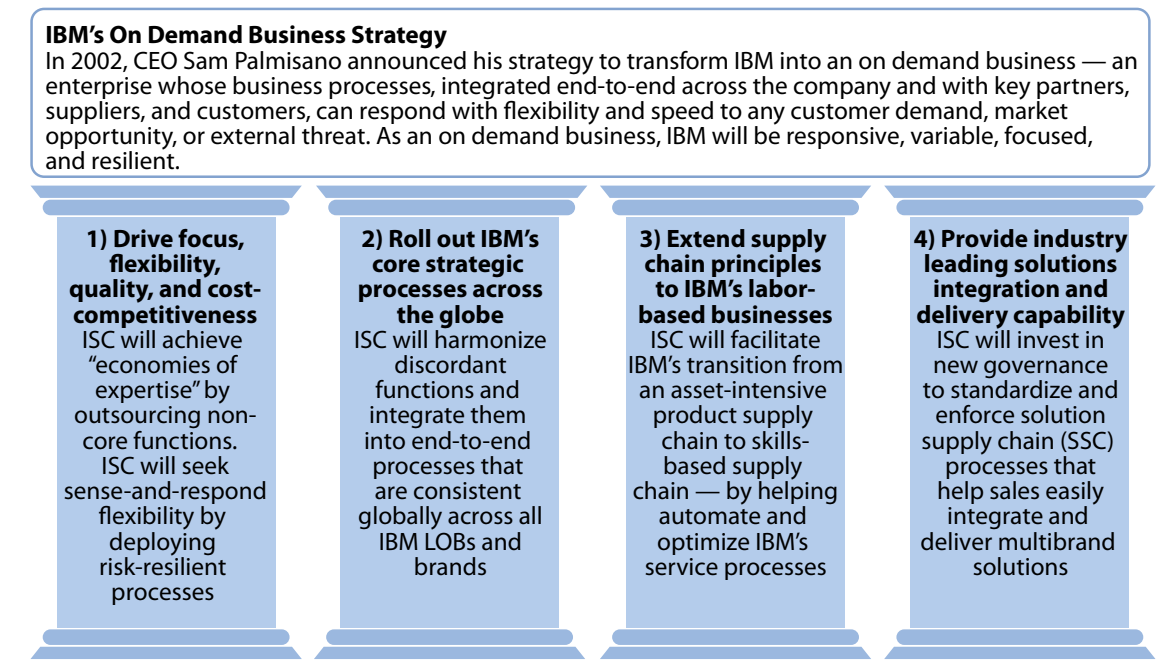 IBM's On Demand Business Strategy
In 2002, CEO Sam Palmisano announced his strategy to transform IBM into an on demand business — an
enterprise whose business processes, integrated end-to-end across the company and with key partners,
suppliers, and customers, can respond with flexibility and speed to any customer demand, market
opportunity, or external threat. As an on demand business, IBM will be responsive, variable, focused,
and resilient.
1) Drive focus,
flexibility,
quality, and cost-
competitiveness
ISC will achieve
“economies of
expertise” by
outsourcing non-
core functions.
ISC will seek
sense-and-respond
flexibility by
deploying
risk-resilient
processes
2) Roll out IBM’s
core strategic
processes across
the globe
ISC will harmonize
discordant
functions and
integrate them
into end-to-end
processes that
are consistent
globally across all
IBM LOBs and
brands
3) Extend supply
chain principles
to IBM’s labor-
based businesses
ISC will facilitate
IBM’s transition from
an asset-intensive
product supply
chain to skills-
based supply
chain — by helping
automate and
optimize IBM’s
service processes
4) Provide industry
leading solutions
integration and
delivery capability
ISC will invest in
new governance
to standardize and
enforce solution
supply chain (SSC)
processes that
help sales easily
integrate and
deliver multibrand
solutions